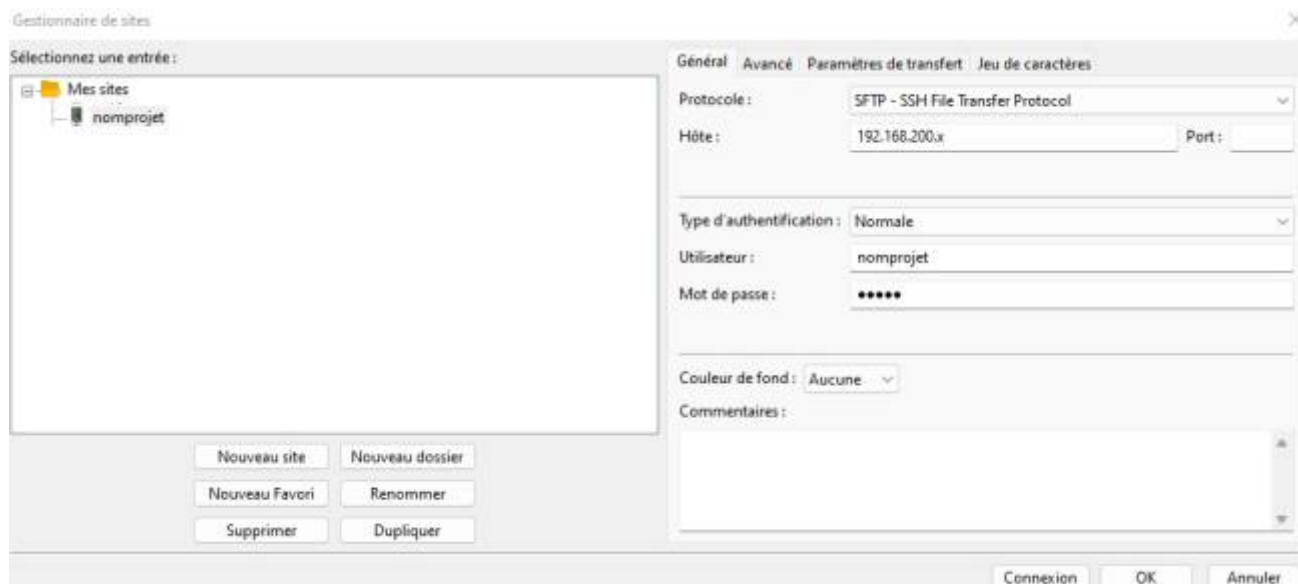 Gestionnaire de sites
Sélectionnez une entrée :
Mes sites
nomprojet
Nouveau site Nouveau dossier
Nouveau Favori Renommer
Supprimer Dupliquer
Général Avancé Paramètres de transfert Jeu de caractères
Protocole : SFTP - SSH File Transfer Protocol
Hôte : 192.168.200.x Port :
Type d'authentification : Normale
Utilisateur : nomprojet
Mot de passe : •••••
Couleur de fond : Aucune
Commentaires :
Connexion OK Annuler